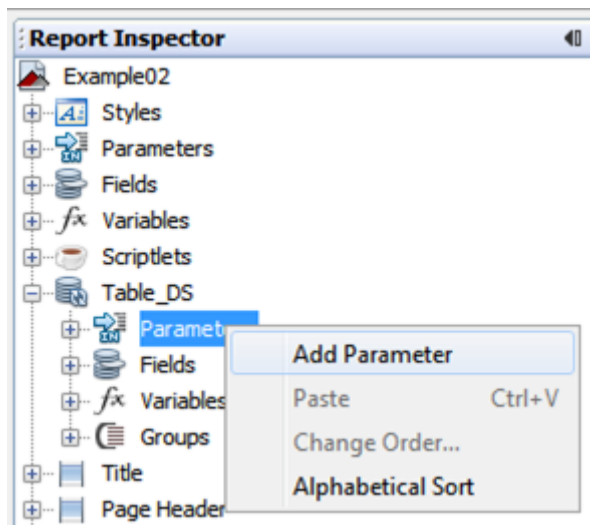 Report Inspector
Example02
Styles
Parameters
Fields
Variables
Scriptlets
Table_DS
Paramet
Fields
Variables
Groups
Title
Page Header
Add Parameter
Paste Ctrl+V
Change Order...
Alphabetical Sort